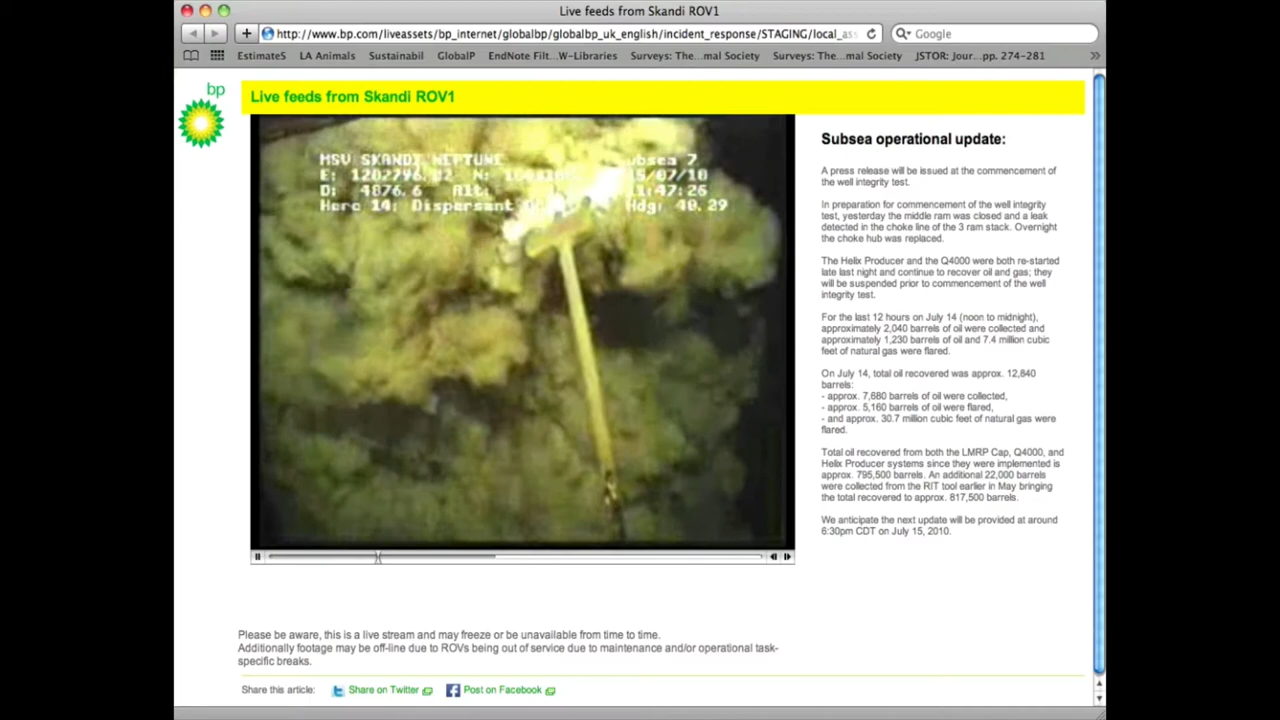 Live feeds from Skandi ROV1
http://www.bp.com/liveassets/bp_internet/globalbp/globalbp_uk_english/incident_response/STAGING/local_ass
Google
EstimateS LA Animals Sustainabil GlobalP EndNote Filt...W-Libraries Surveys: The...mal Society Surveys: The...mal Society JSTOR: Jour...pp. 274-281
bp
Live feeds from Skandi ROV1
MSV SKANDI NEPTUNE
E: N:
D: 4876.6 Alt:
Dispersant
Subsea 7
15/07/10
11:47:26
Hdg: 40.29
Subsea operational update:
A press release will be issued at the commencement of
the well integrity test.
In preparation for commencement of the well integrity
test, yesterday the middle ram was closed and a leak
detected in the choke line of the 3 ram stack. Overnight
the choke hub was replaced.
The Helix Producer and the Q4000 were both re-started
late last night and continue to recover oil and gas; they
will be suspended prior to commencement of the well
integrity test.
For the last 12 hours on July 14 (noon to midnight),
approximately 2,040 barrels of oil were collected and
approximately 1,230 barrels of oil and 7.4 million cubic
feet of natural gas were flared.
On July 14, total oil recovered was approx. 12,840
barrels:
- approx. 7,680 barrels of oil were collected,
- approx. 5,160 barrels of oil were flared,
- and approx. 30.7 million cubic feet of natural gas were
flared.
Total oil recovered from both the LMRP Cap, Q4000, and
Helix Producer systems since they were implemented is
approx. 795,500 barrels. An additional 22,000 barrels
were collected from the RIT tool earlier in May bringing
the total recovered to approx. 817,500 barrels.
We anticipate the next update will be provided at around
6:30pm CDT on July 15, 2010.
Please be aware, this is a live stream and may freeze or be unavailable from time to time.
Additionally footage may be off-line due to ROVs being out of service due to maintenance and/or operational task-
specific breaks.
Share this article: Share on Twitter Post on Facebook